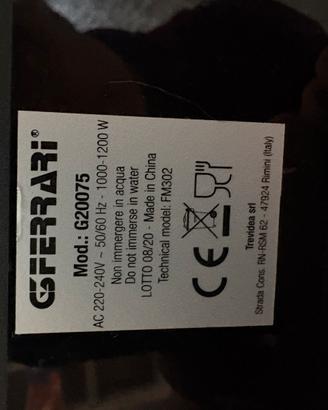 G3FERRARI®
Mod.: G20075
AC 220-240V ~ 50/60 Hz - 1000-1200 W
Non immergere in acqua
Do not immerse in water
LOTTO 08/20 - Made in China
Technical model: FM302
CE
Trevidea srl
Strada Cons. RN-RSM 62 - 47924 Rimini (Italy)